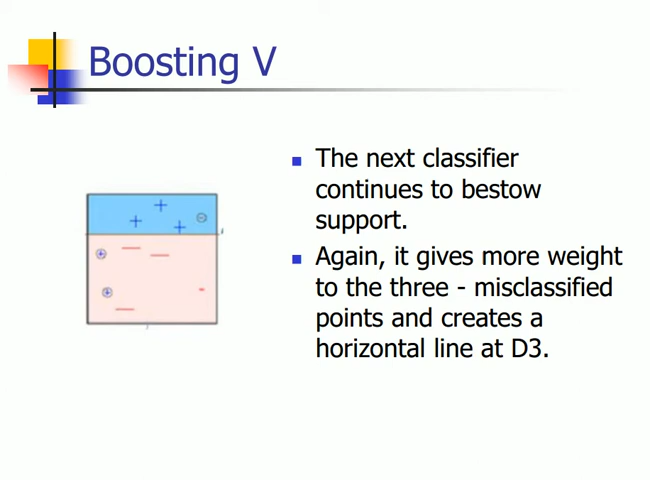 Boosting V
The next classifier
continues to bestow
support.
Again, it gives more weight
to the three - misclassified
points and creates a
horizontal line at D3.